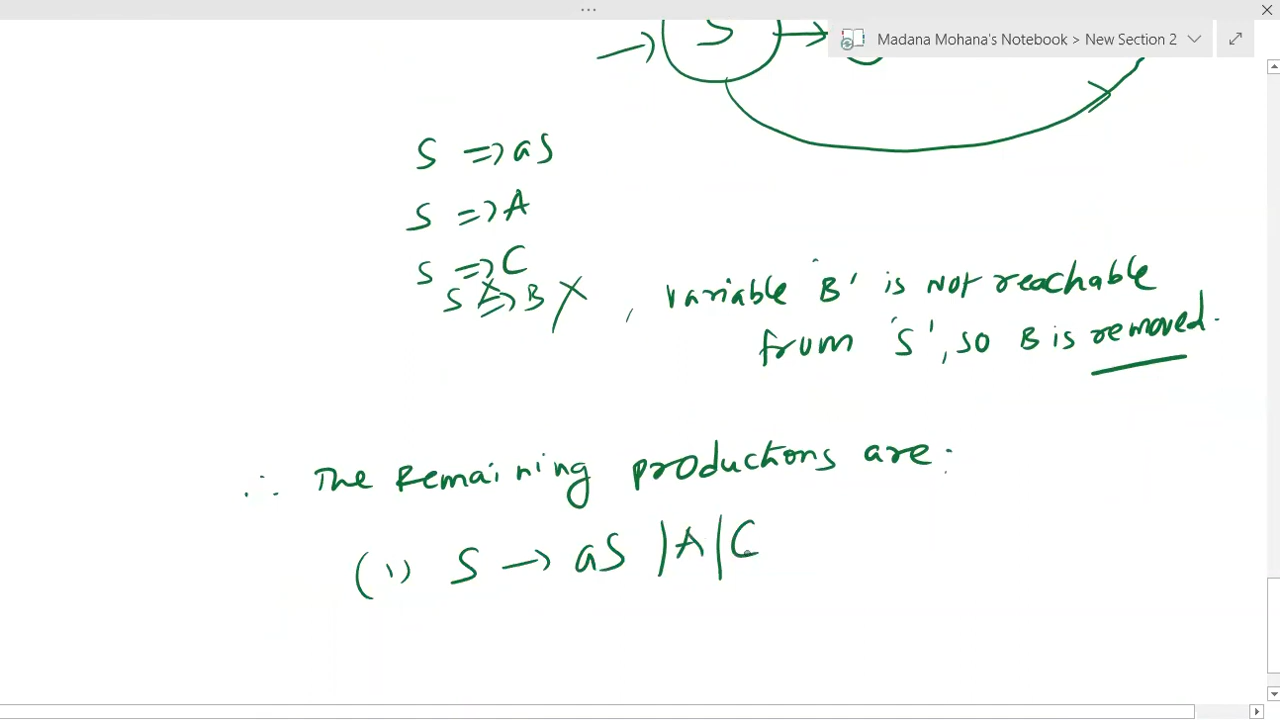 S
Madana Mohana's Notebook > New Section 2
S => aS
S => A
S => C
S => B X , variable 'B' is Not reachable
from 'S', so B is removed.
∴ The Remaining productions are:
(1) S → aS | A | C